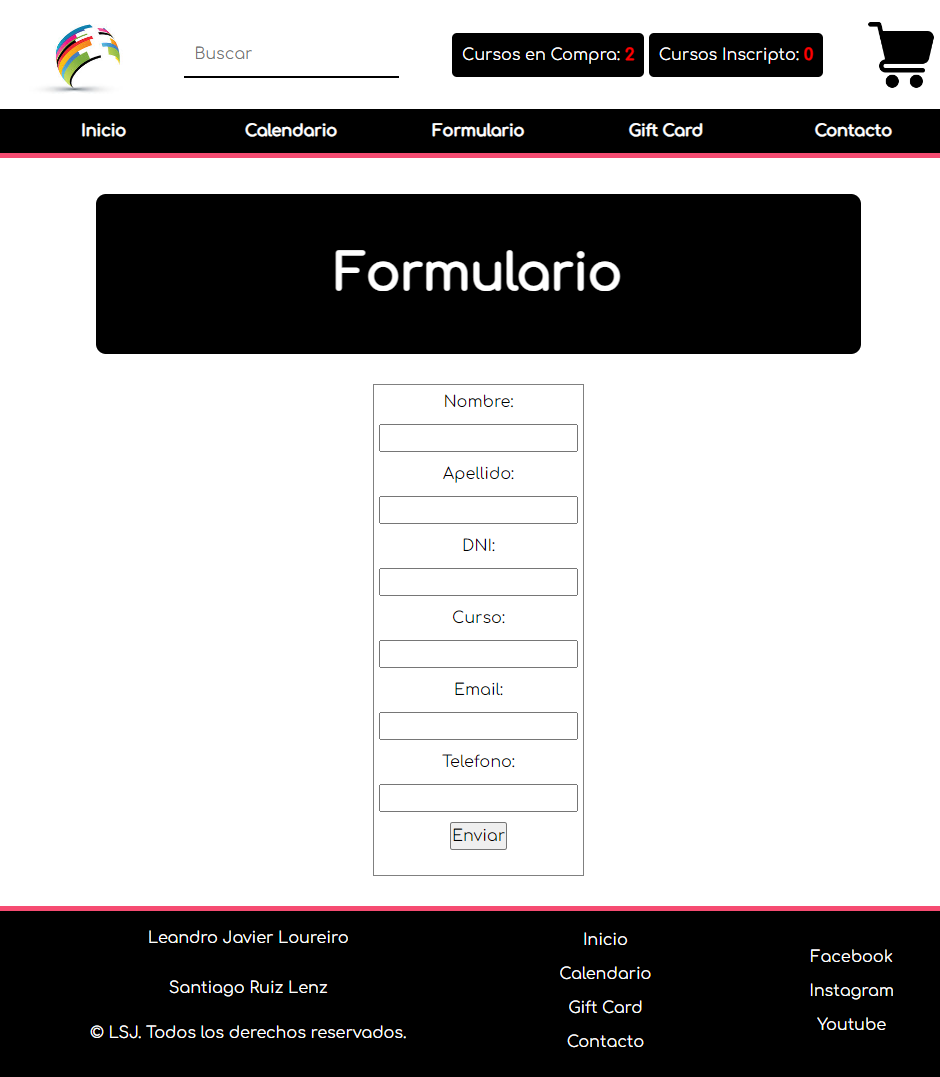 Buscar
Cursos en Compra: 2
Cursos Inscripto: 0
Inicio
Calendario
Formulario
Gift Card
Contacto
Formulario
Nombre:
Apellido:
DNI:
Curso:
Email:
Telefono:
Enviar
Leandro Javier Loureiro
Santiago Ruiz Lenz
© LSJ. Todos los derechos reservados.
Inicio
Calendario
Gift Card
Contacto
Facebook
Instagram
Youtube